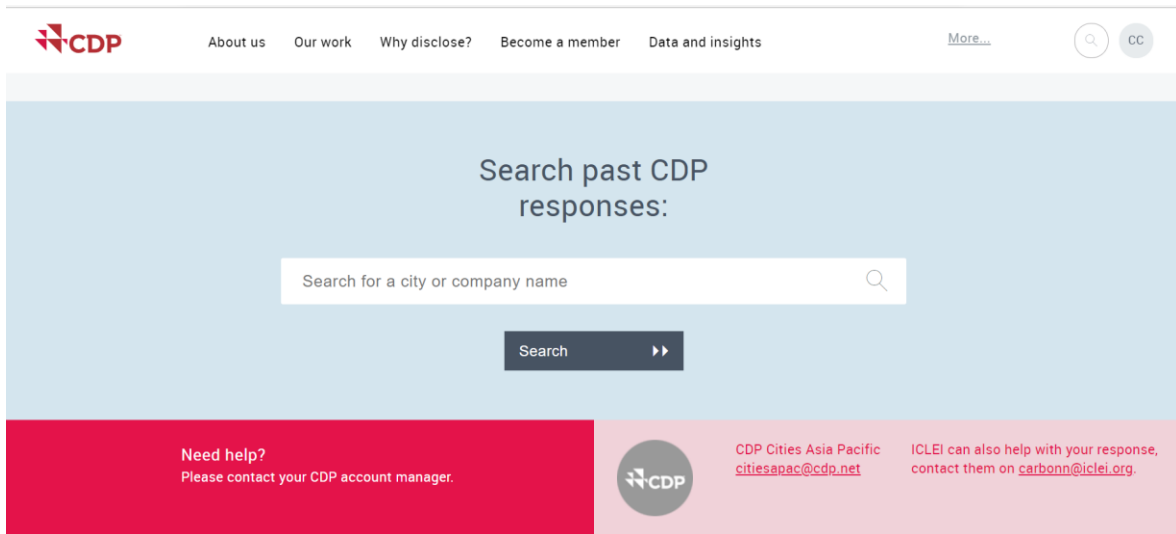 CDP
About us Our work Why disclose? Become a member Data and insights More... CC
Search past CDP
responses:
Search for a city or company name
Search
Need help?
Please contact your CDP account manager.
CDP
CDP Cities Asia Pacific
citiesapac@cdp.net
ICLEI can also help with your response,
contact them on carbonn@iclei.org.